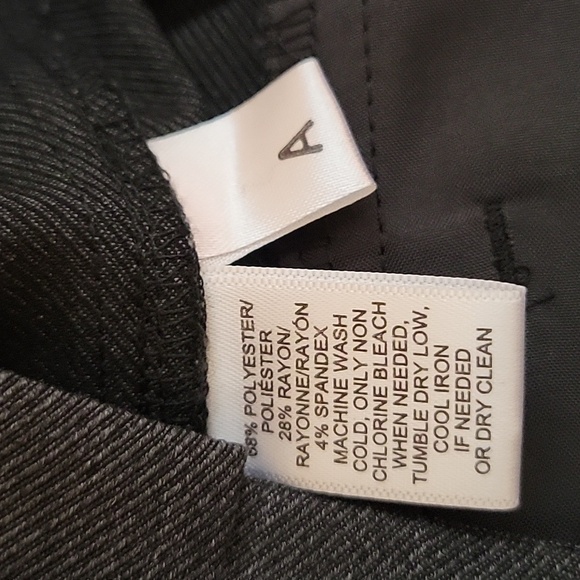 A
68% POLYESTER/
POLIÉSTER
28% RAYON/
RAYONNE/RAYÓN
4% SPANDEX
MACHINE WASH
COLD, ONLY NON
CHLORINE BLEACH
WHEN NEEDED,
TUMBLE DRY LOW,
COOL IRON
IF NEEDED
OR DRY CLEAN